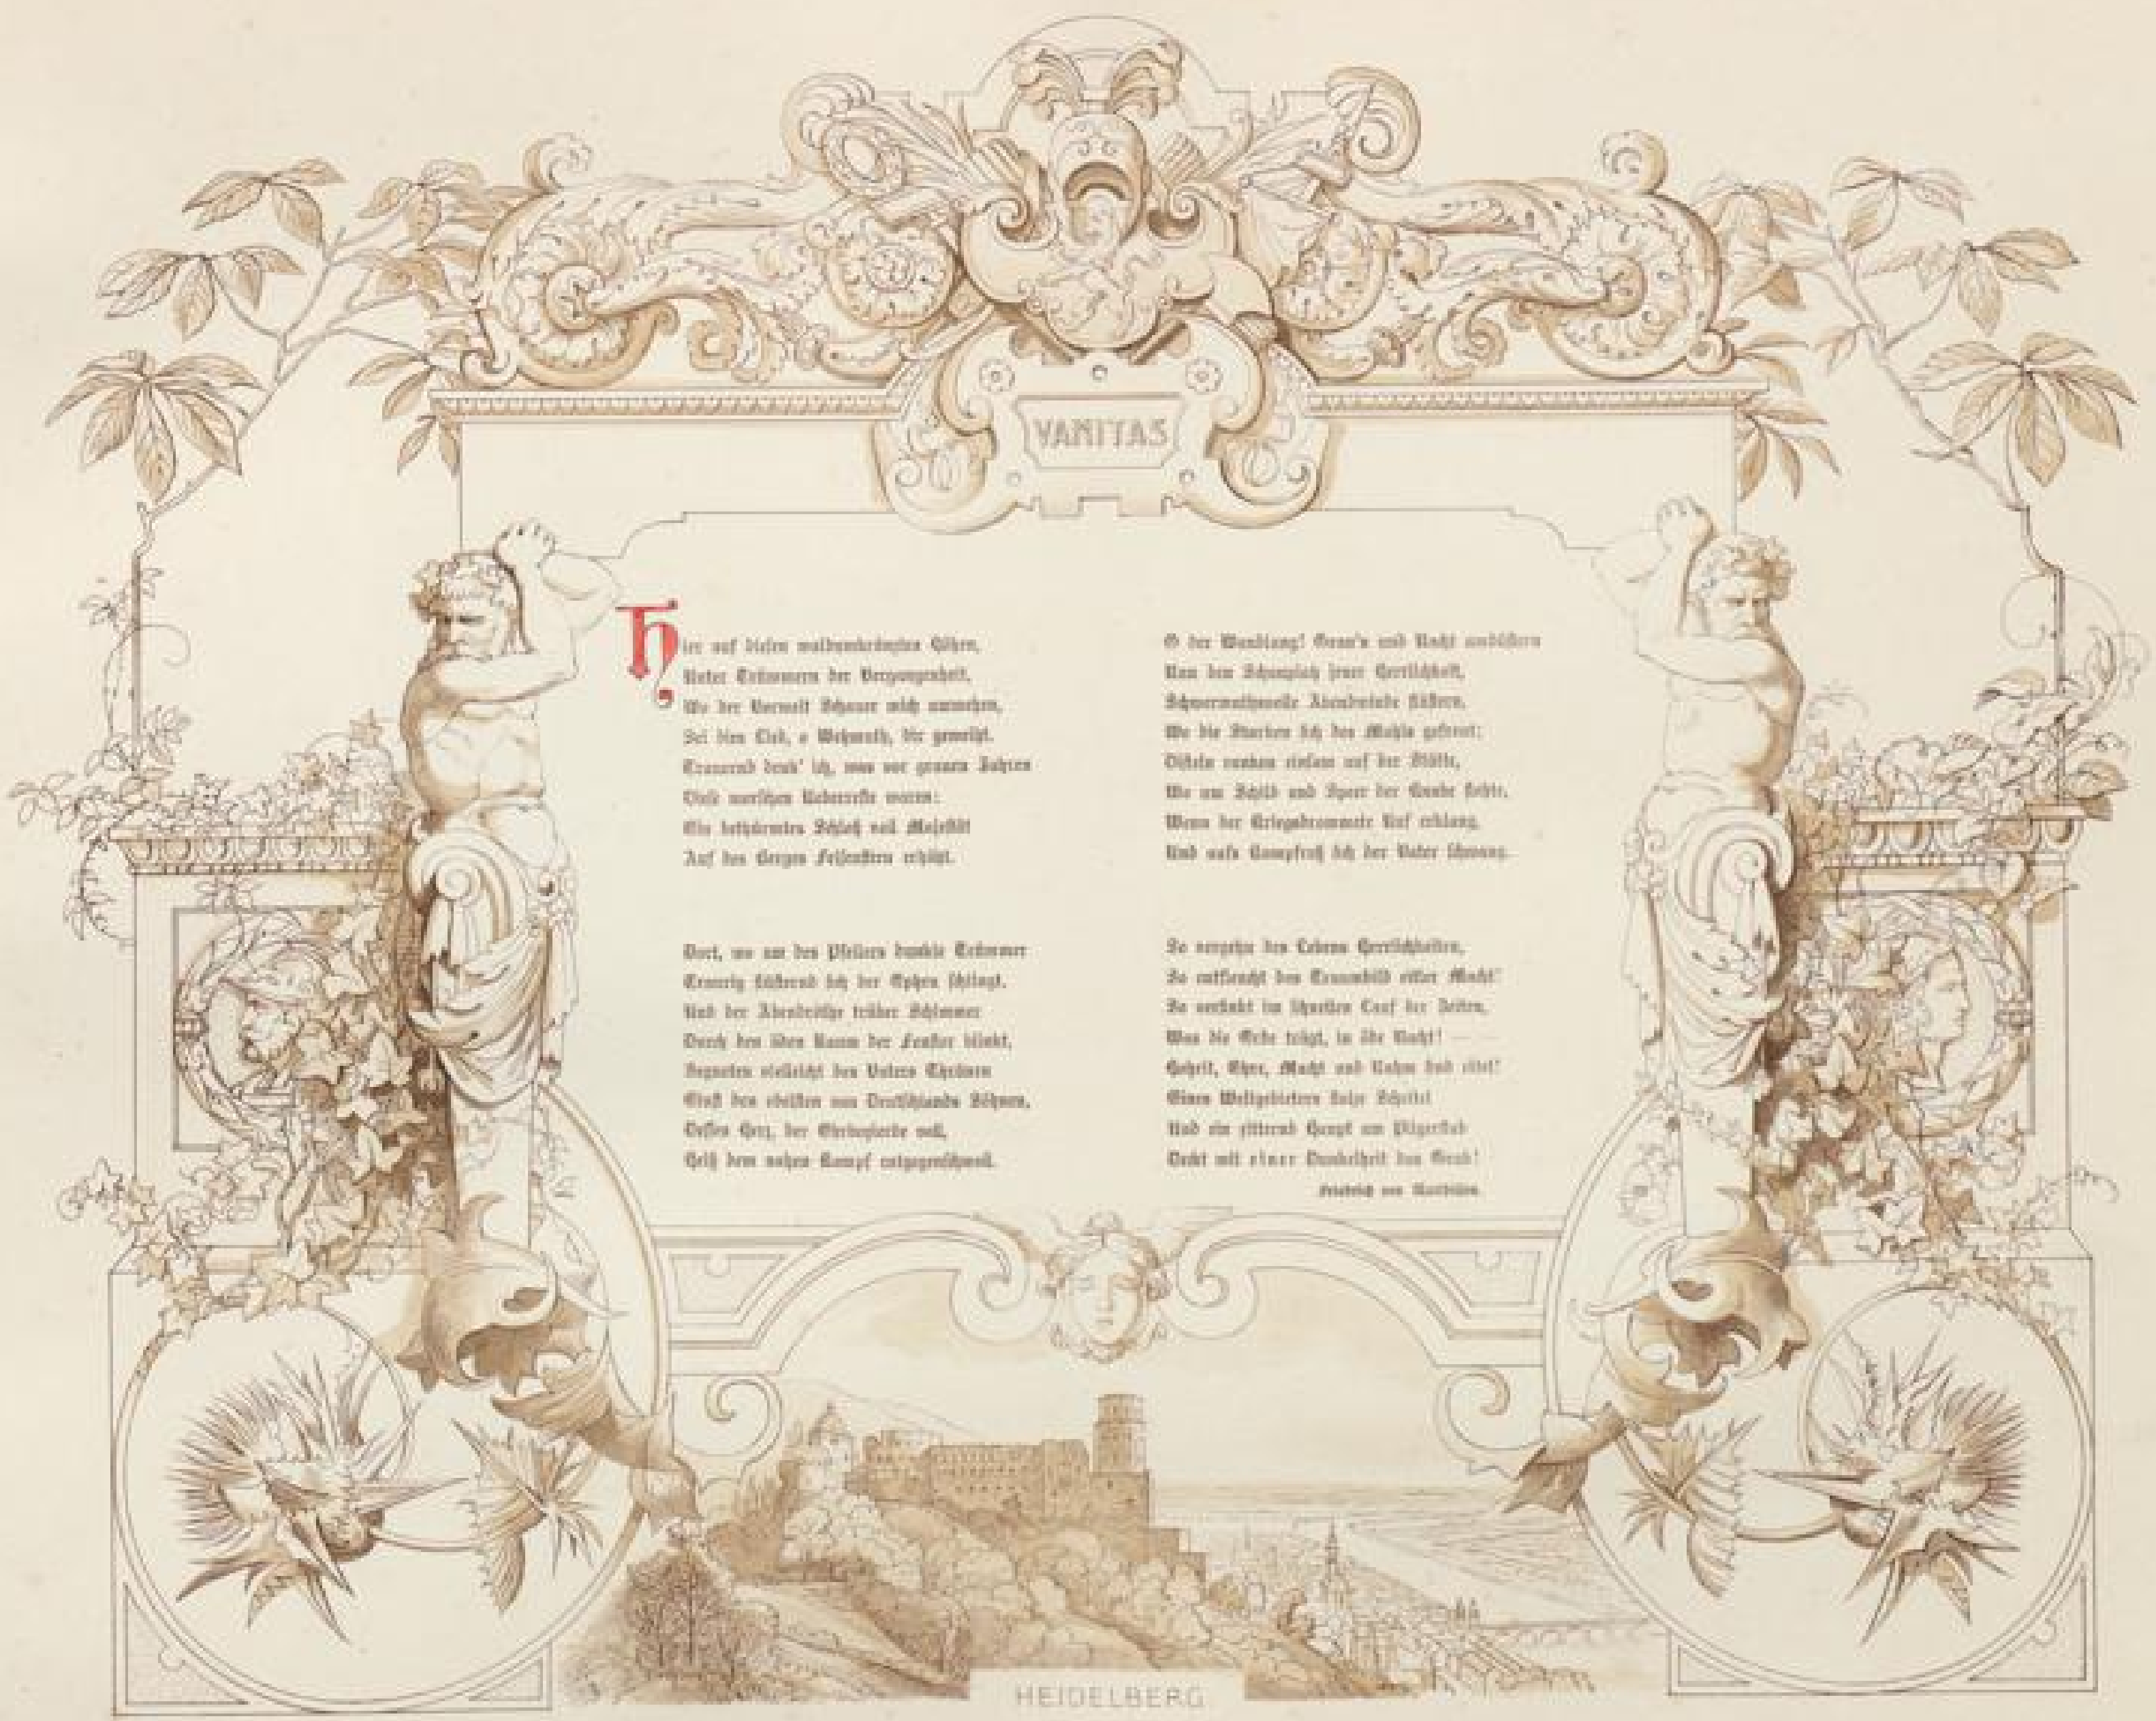 VANITAS
Hier auf diesen waldumkränzten Höhen,
Unter Trümmern der Vergangenheit,
Wo der Vorwelt Schauer mich umwehen,
Sei dies Lied, o Wehmuth, dir geweiht.
Trauernd denk' ich, was vor grauen Jahren
Diese morschen Ueberreste waren:
Ein bethürmtes Schloß voll Majestät
Auf des Berges Felsenstirn erhöht.
Dort, wo um des Pfeilers dunkle Trümmer
Traurig flüsternd sich der Epheu schlingt,
Und der Abendröthe trüber Schimmer
Durch den öden Raum der Fenster blinkt,
Segneten vielleicht des Vaters Thränen
Einst den edelsten von Deutschlands Söhnen,
Dessen Herz, der Ehrbegierde voll,
Heiß dem nahen Kampf entgegenschwoll.
O der Wandlung! Grau'n und Nacht umdüstern
Nun den Schauplatz jener Herrlichkeit,
Schwermuthsvolle Abendwinde flüstern,
Wo die Starken sich des Mahls gefreut;
Disteln wanken einsam auf der Stätte,
Wo um Schild und Speer der Knabe flehte,
Wenn der Kriegsdrommete Ruf erklang,
Und aufs Kampfroß sich der Vater schwang.
So vergehn des Lebens Herrlichkeiten,
So entfleucht das Traumbild eitler Macht!
So versinkt im schnellen Lauf der Zeiten,
Was die Erde trägt, in öde Nacht! —
Hoheit, Ehre, Macht und Ruhm sind eitel!
Eines Weltgebieters stolze Scheitel
Und ein zitternd Haupt am Pilgerstab
Deckt mit einer Dunkelheit das Grab!
Friedrich von Matthisson.
HEIDELBERG